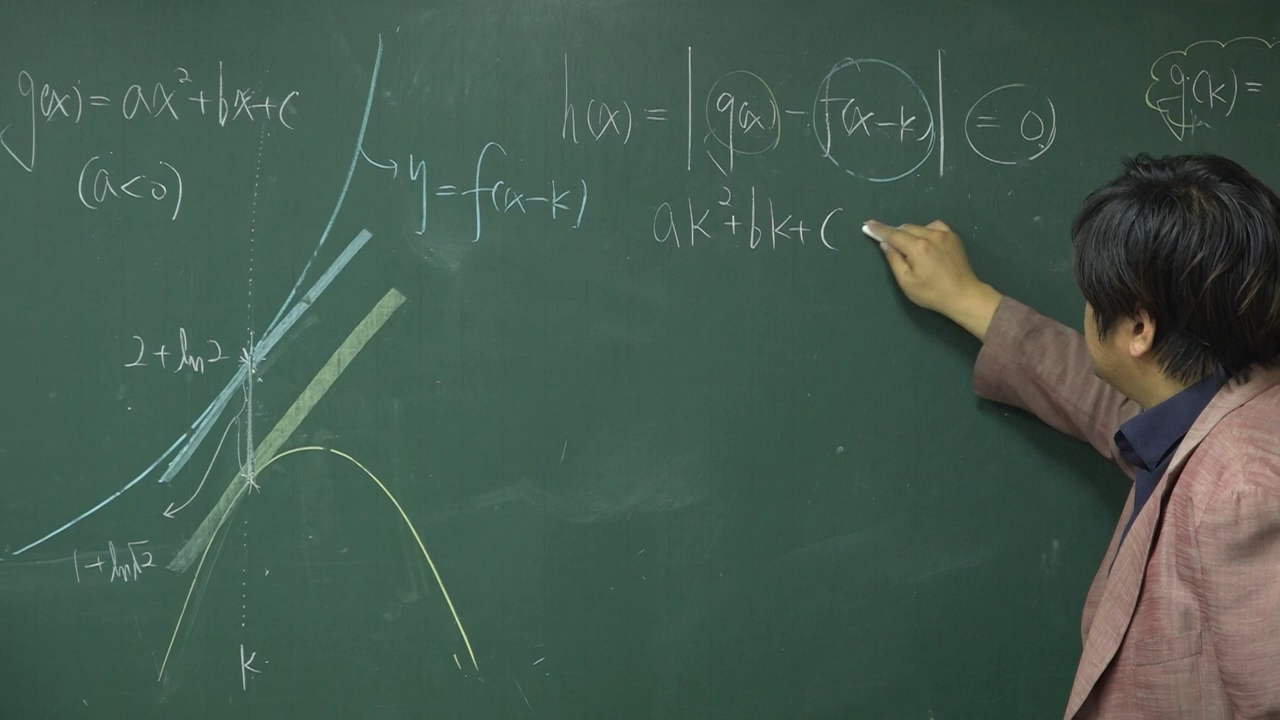 g(x) = ax²+bx+c
(a<0)
y=f(x-k)
2+ln2
1+ln√2
k
h(x) = | g(x) - f(x-k) | = 0
ak²+bk+c
g(k) =